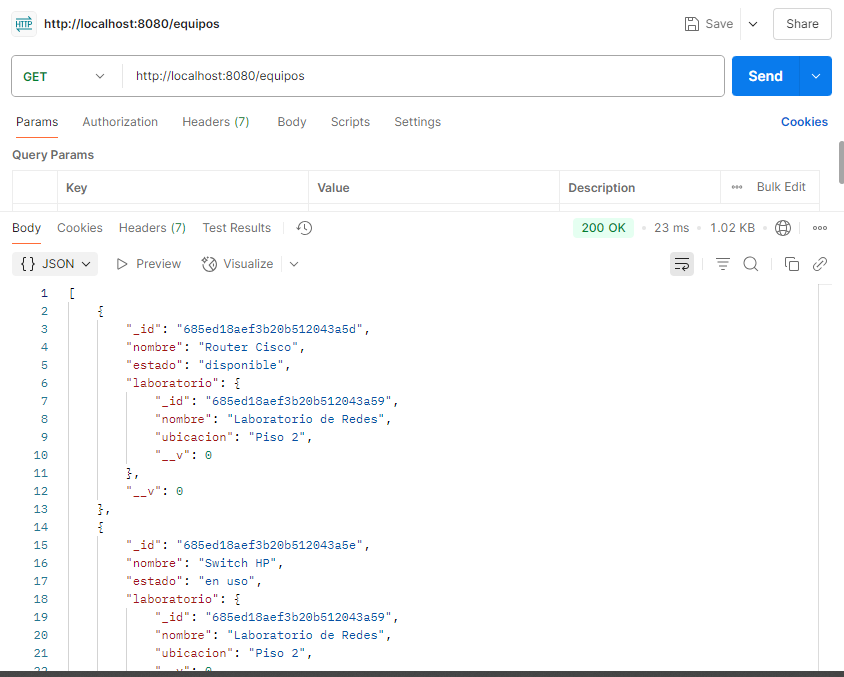 HTTP http://localhost:8080/equipos Save Share
GET http://localhost:8080/equipos Send
Params Authorization Headers (7) Body Scripts Settings Cookies
Query Params
Key Value Description ••• Bulk Edit
Body Cookies Headers (7) Test Results 200 OK • 23 ms • 1.02 KB •
{} JSON Preview Visualize
1 [
2 {
3 "_id": "685ed18aef3b20b512043a5d",
4 "nombre": "Router Cisco",
5 "estado": "disponible",
6 "laboratorio": {
7 "_id": "685ed18aef3b20b512043a59",
8 "nombre": "Laboratorio de Redes",
9 "ubicacion": "Piso 2",
10 "__v": 0
11 },
12 "__v": 0
13 },
14 {
15 "_id": "685ed18aef3b20b512043a5e",
16 "nombre": "Switch HP",
17 "estado": "en uso",
18 "laboratorio": {
19 "_id": "685ed18aef3b20b512043a59",
20 "nombre": "Laboratorio de Redes",
21 "ubicacion": "Piso 2",
22 "__v": 0